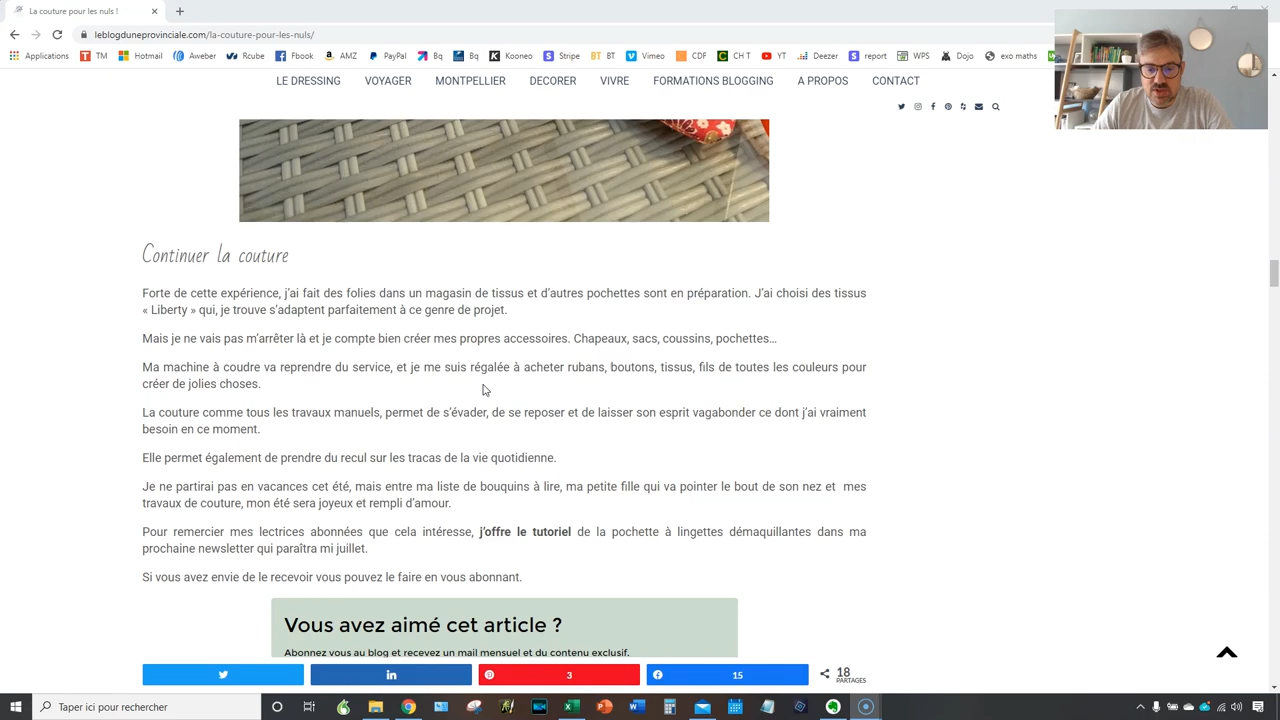 La couture pour les nuls !
leblogduneprovinciale.com/la-couture-pour-les-nuls/
Applications TM Hotmail Aweber Rcube Fbook AMZ PayPal Bq Bq Kooneo Stripe BT Vimeo CDF CH T YT Deezer report WPS Dojo exo maths
LE DRESSING VOYAGER MONTPELLIER DECORER VIVRE FORMATIONS BLOGGING A PROPOS CONTACT
Continuer la couture
Forte de cette expérience, j’ai fait des folies dans un magasin de tissus et d’autres pochettes sont en préparation. J’ai choisi des tissus
« Liberty » qui, je trouve s’adaptent parfaitement à ce genre de projet.
Mais je ne vais pas m’arrêter là et je compte bien créer mes propres accessoires. Chapeaux, sacs, coussins, pochettes…
Ma machine à coudre va reprendre du service, et je me suis régalée à acheter rubans, boutons, tissus, fils de toutes les couleurs pour
créer de jolies choses.
La couture comme tous les travaux manuels, permet de s’évader, de se reposer et de laisser son esprit vagabonder ce dont j’ai vraiment
besoin en ce moment.
Elle permet également de prendre du recul sur les tracas de la vie quotidienne.
Je ne partirai pas en vacances cet été, mais entre ma liste de bouquins à lire, ma petite fille qui va pointer le bout de son nez et mes
travaux de couture, mon été sera joyeux et rempli d’amour.
Pour remercier mes lectrices abonnées que cela intéresse, j’offre le tutoriel de la pochette à lingettes démaquillantes dans ma
prochaine newsletter qui paraîtra mi juillet.
Si vous avez envie de le recevoir vous pouvez le faire en vous abonnant.
Vous avez aimé cet article ?
Abonnez vous au blog et recevez un mail mensuel et du contenu exclusif.
3 15 18
PARTAGES
Taper ici pour rechercher